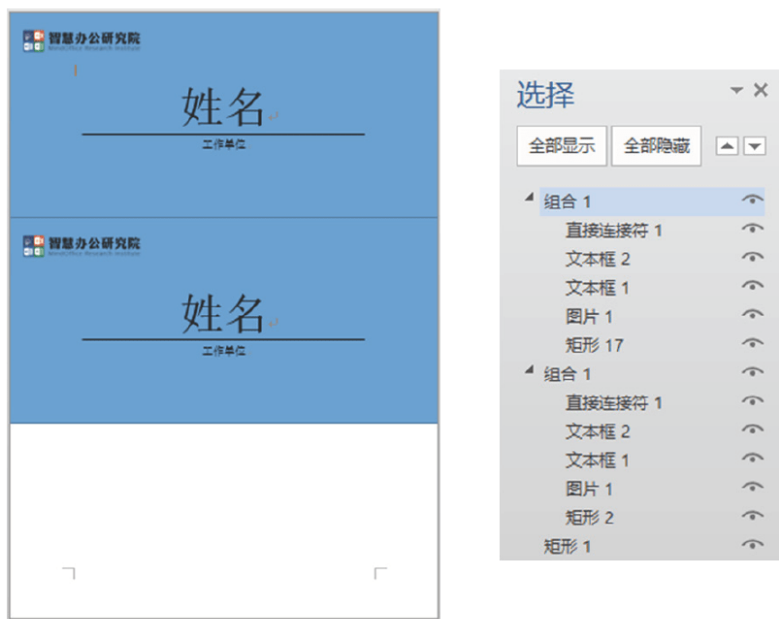 智慧办公研究院
姓名
工作单位
智慧办公研究院
姓名
工作单位
选择
全部显示 全部隐藏
组合 1
直接连接符 1
文本框 2
文本框 1
图片 1
矩形 17
组合 1
直接连接符 1
文本框 2
文本框 1
图片 1
矩形 2
矩形 1